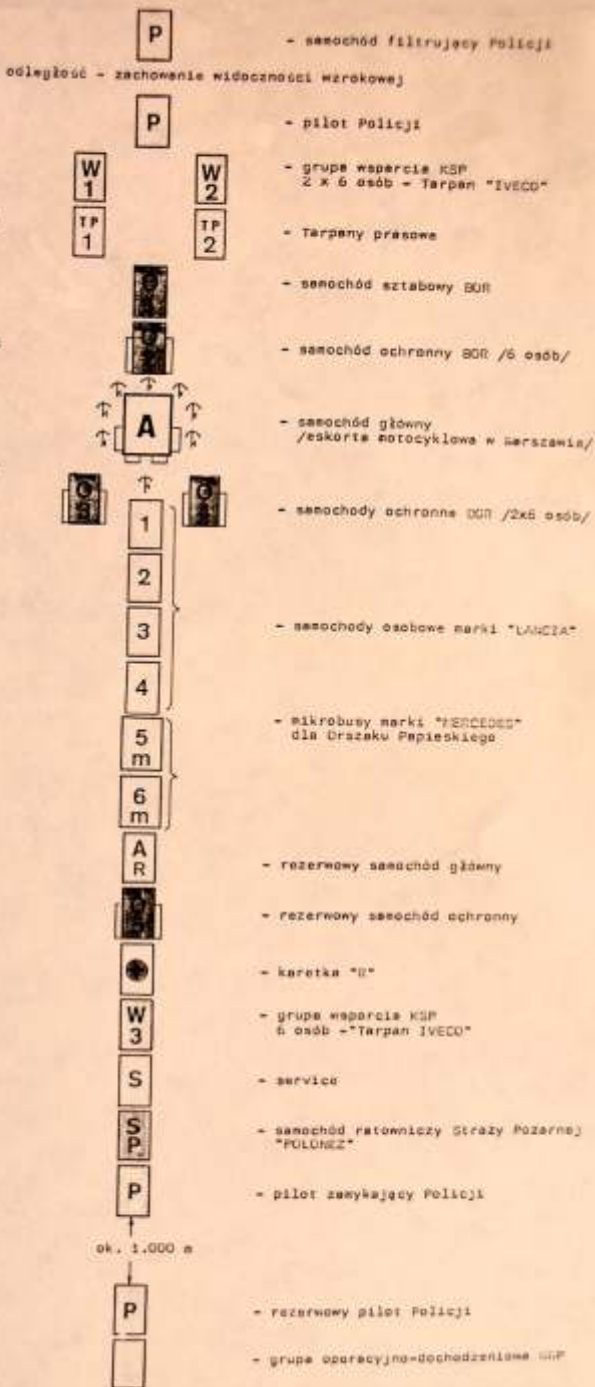 P - samochód filtrujący Policji
odległość - zachowanie widoczności wzrokowej
P - pilot Policji
W 1 W 2 - grupa wsparcia KSP
2 x 6 osób - Tarpan "IVECO"
TP 1 TP 2 - Tarpany prasowe
- samochód sztabowy BOR
- samochód ochronny BOR /6 osób/
A - samochód główny
/eskorta motocyklowa w Warszawie/
- samochody ochronne BOR /2x6 osób/
1
2
3 - samochody osobowe marki "LANCIA"
4
5 m - mikrobusy marki "MERCEDES"
dla Orszaku Papieskiego
6 m
A R - rezerwowy samochód główny
- rezerwowy samochód ochronny
- karetka "R"
W 3 - grupa wsparcia KSP
6 osób -"Tarpan IVECO"
S - service
SP - samochód ratowniczy Straży Pożarnej
"POLONEZ"
P - pilot zamykający Policji
ok. 1.000 m
P - rezerwowy pilot Policji
- grupa operacyjno-dochodzeniowa